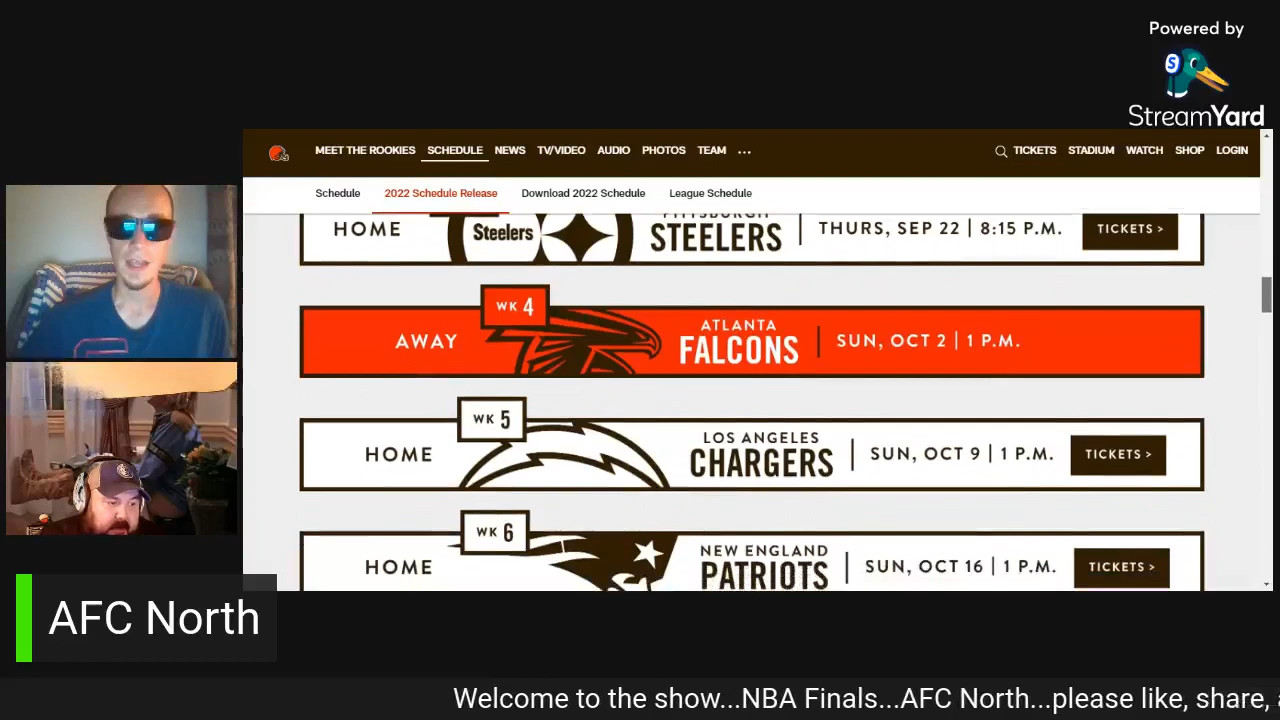 Powered by
StreamYard
MEET THE ROOKIES SCHEDULE NEWS TV/VIDEO AUDIO PHOTOS TEAM ... TICKETS STADIUM WATCH SHOP LOGIN
Schedule 2022 Schedule Release Download 2022 Schedule League Schedule
PITTSBURGH
HOME Steelers STEELERS THURS, SEP 22 | 8:15 P.M. TICKETS >
WK 4
AWAY ATLANTA FALCONS SUN, OCT 2 | 1 P.M.
WK 5
HOME LOS ANGELES CHARGERS SUN, OCT 9 | 1 P.M. TICKETS >
WK 6
HOME NEW ENGLAND PATRIOTS SUN, OCT 16 | 1 P.M. TICKETS >
AFC North
Welcome to the show...NBA Finals...AFC North...please like, share,